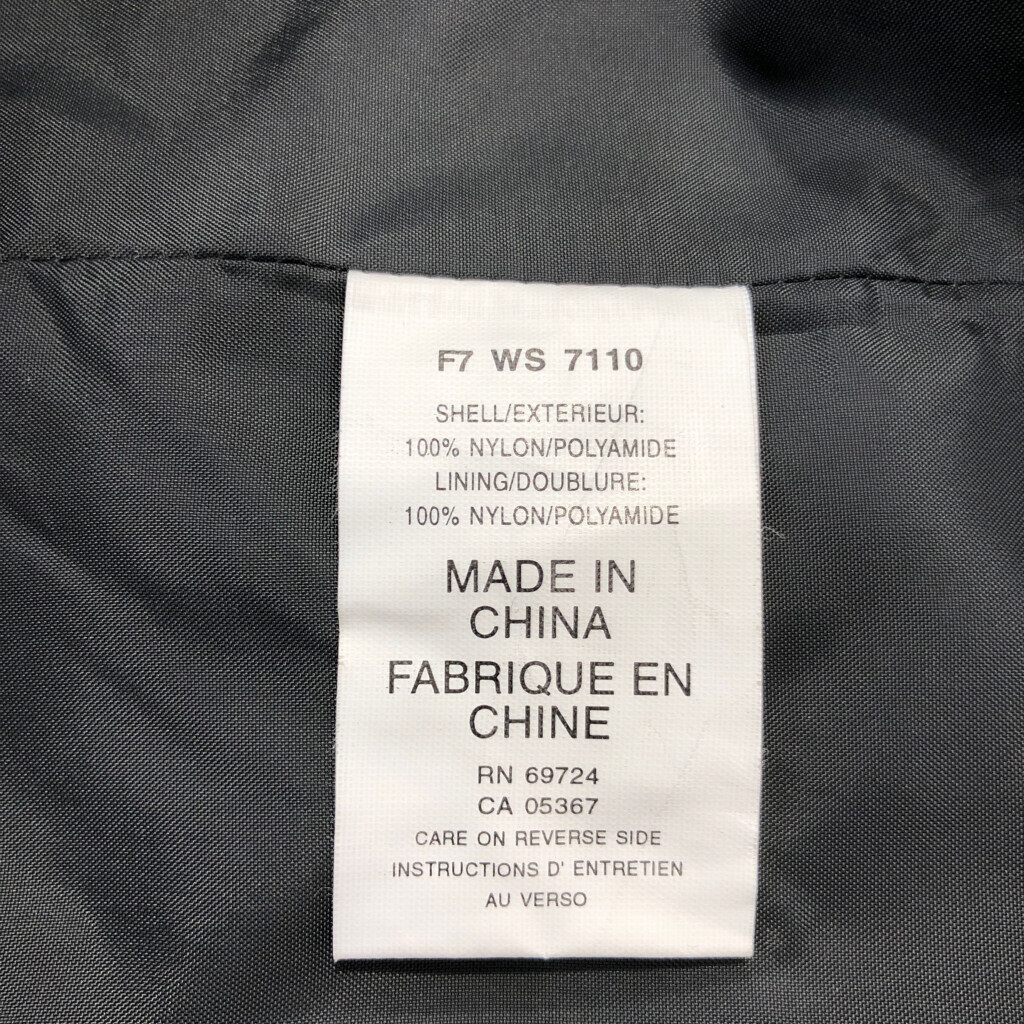 F7 WS 7110
SHELL/EXTERIEUR:
100% NYLON/POLYAMIDE
LINING/DOUBLURE:
100% NYLON/POLYAMIDE
MADE IN
CHINA
FABRIQUE EN
CHINE
RN 69724
CA 05367
CARE ON REVERSE SIDE
INSTRUCTIONS D' ENTRETIEN
AU VERSO